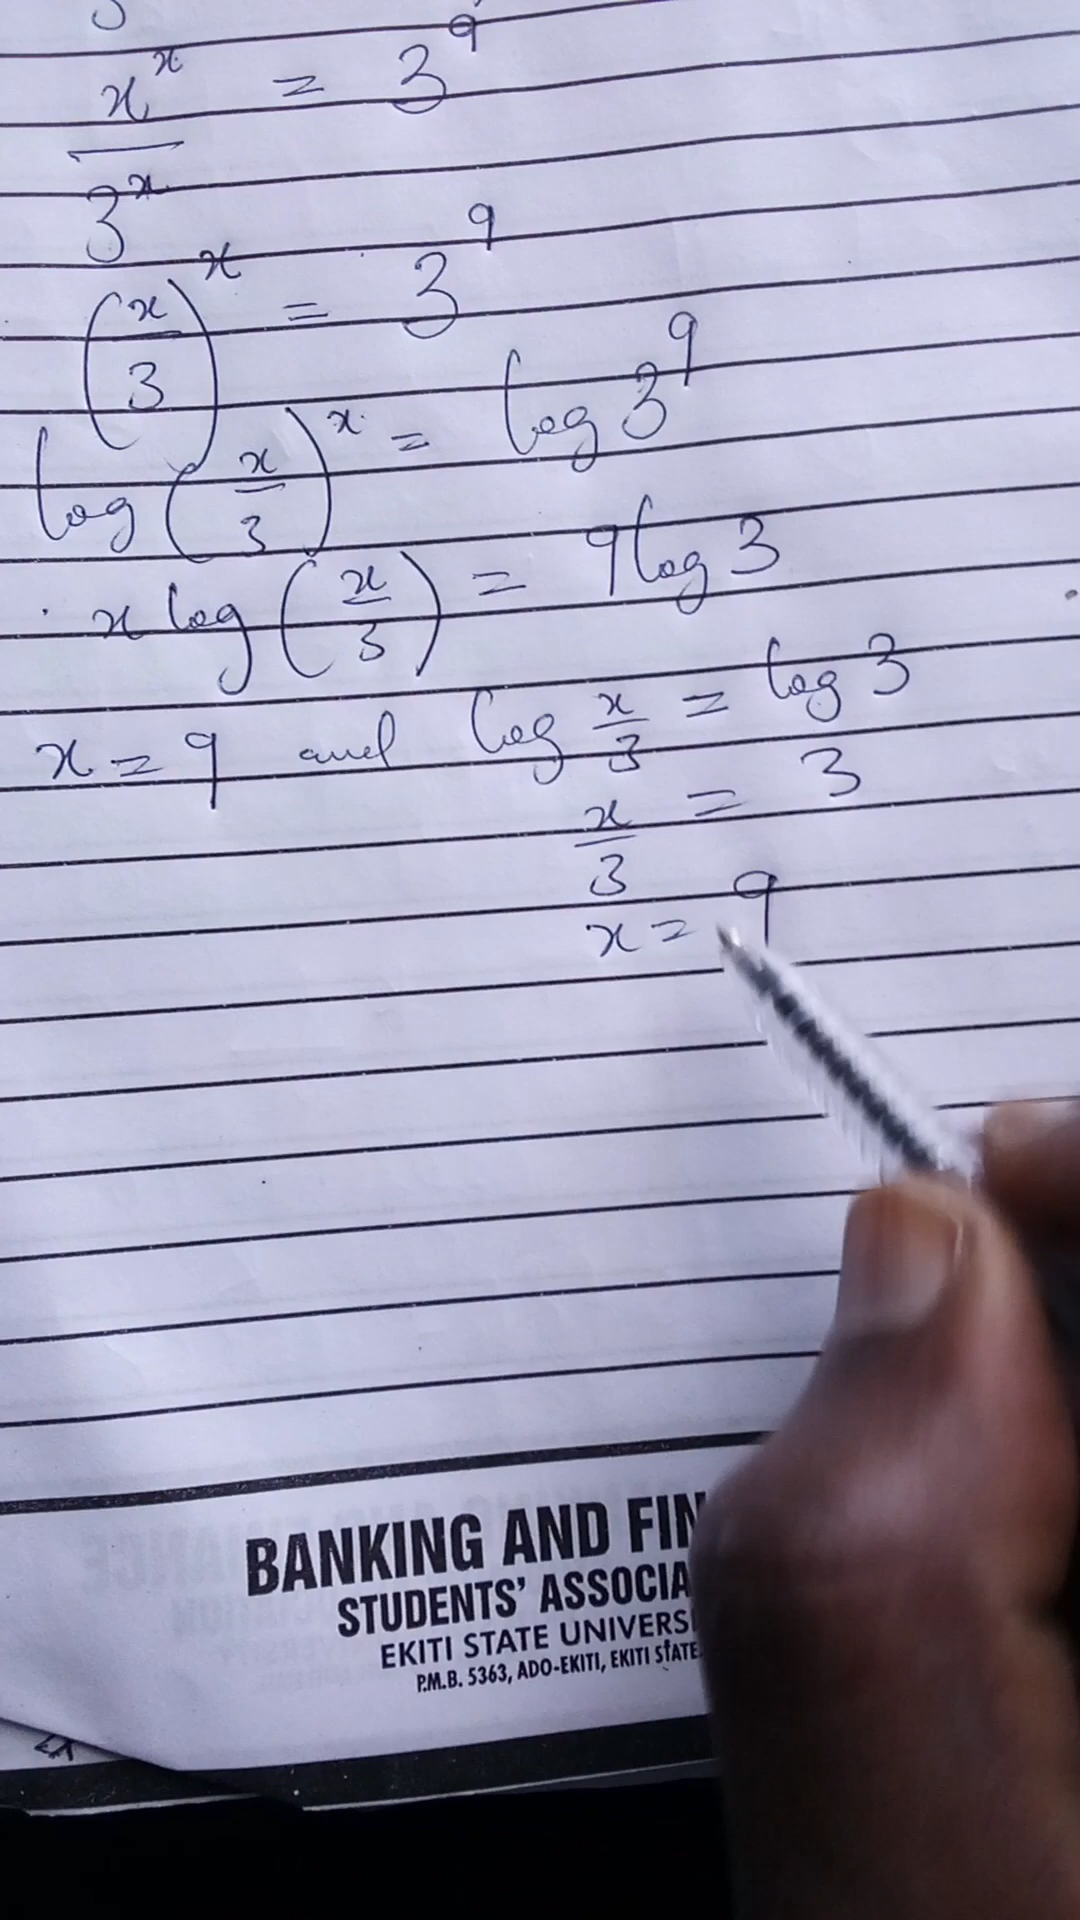 x^x / 3^x = 3^9
(x/3)^x = 3^9
log (x/3)^x = log 3^9
x log (x/3) = 9 log 3
x = 9 and log x/3 = log 3
x/3 = 3
x = 9
BANKING AND FIN
STUDENTS' ASSOCIA
EKITI STATE UNIVERSI
P.M.B. 5363, ADO-EKITI, EKITI STATE.